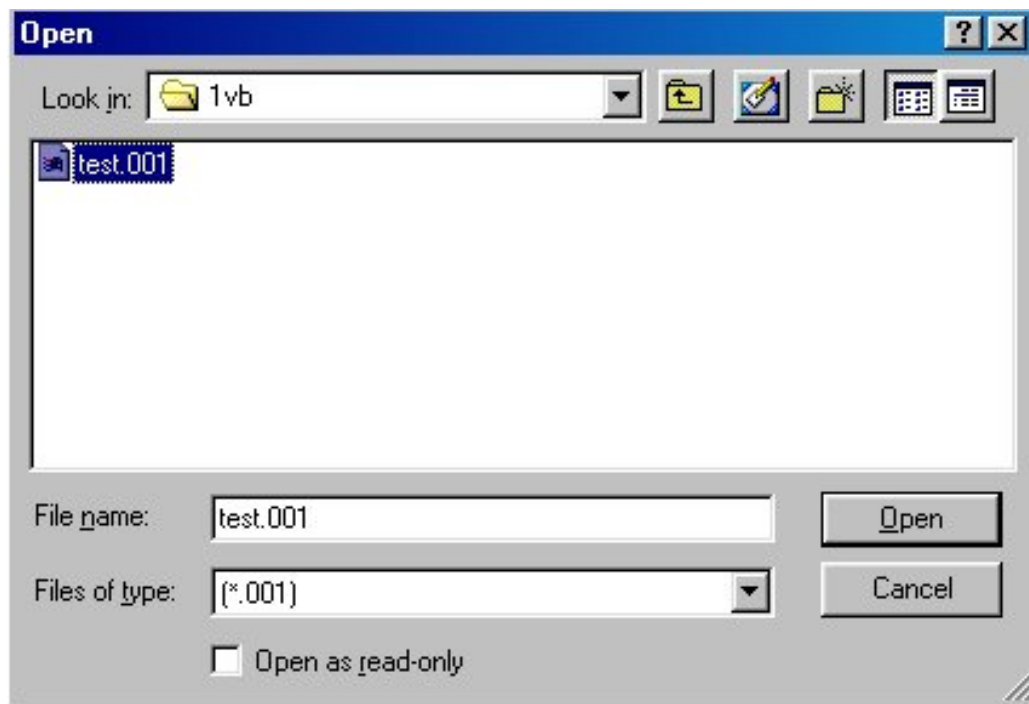 Open
Look in: 1vb
test.001
File name: test.001 Open
Files of type: (*.001) Cancel
Open as read-only